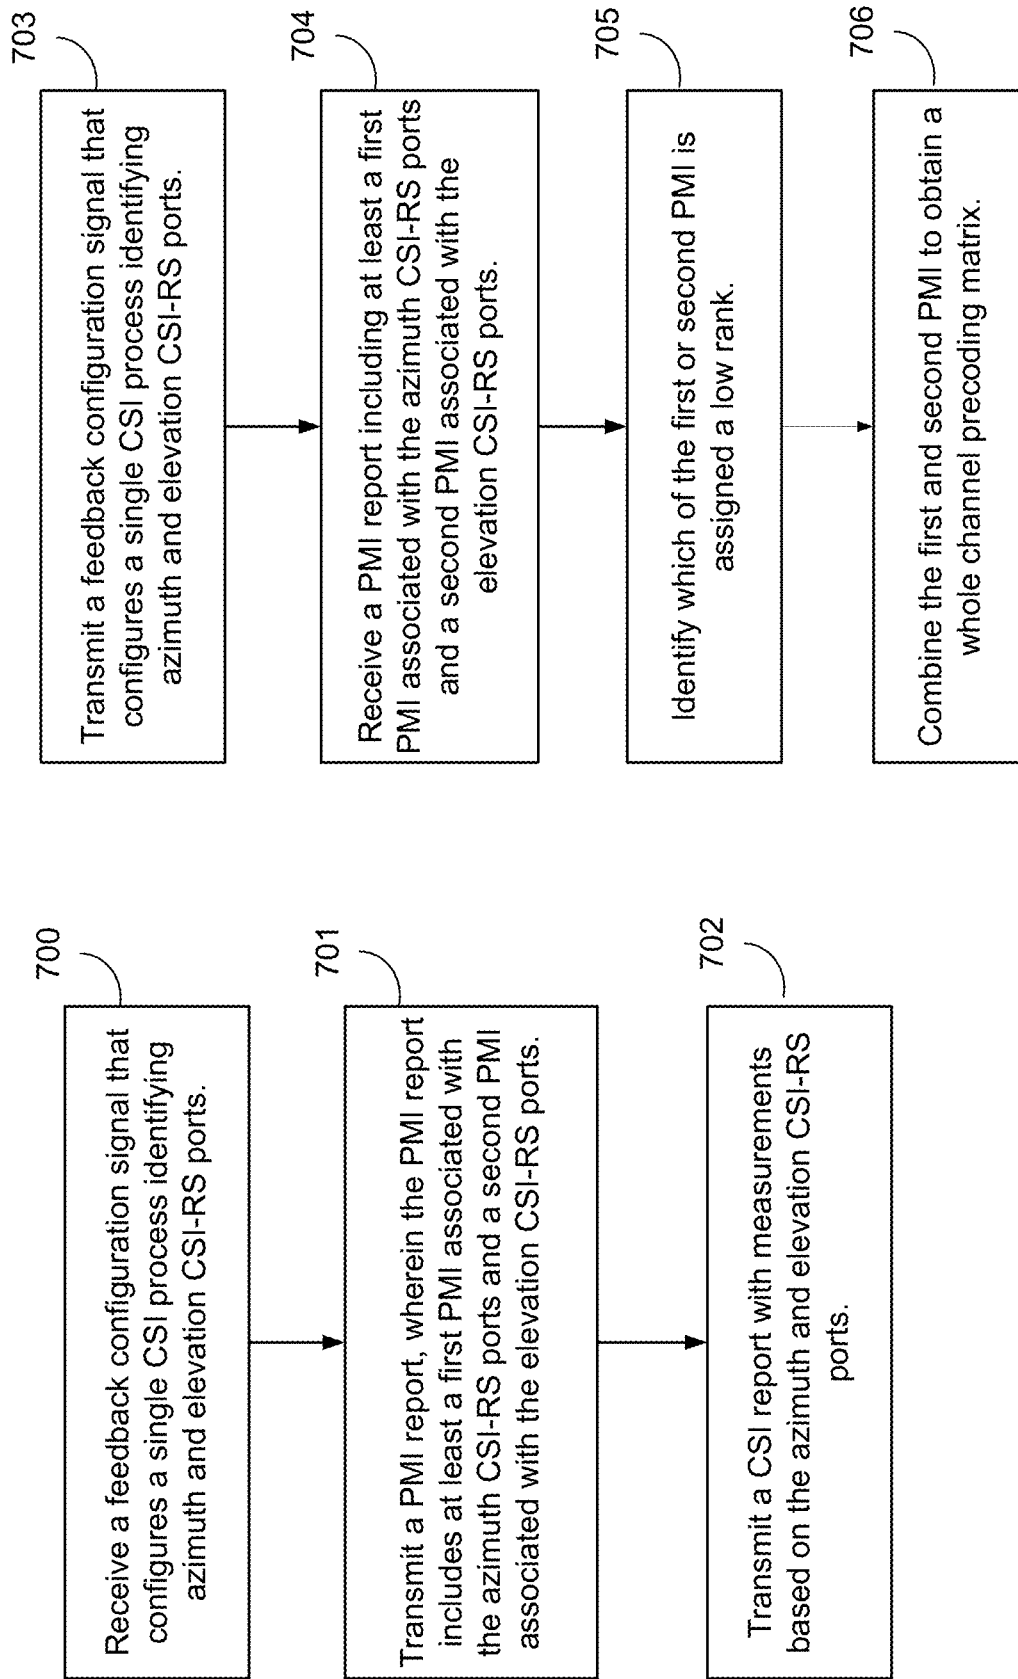 700
Receive a feedback configuration signal that
configures a single CSI process identifying
azimuth and elevation CSI-RS ports.
701
Transmit a PMI report, wherein the PMI report
includes at least a first PMI associated with
the azimuth CSI-RS ports and a second PMI
associated with the elevation CSI-RS ports.
702
Transmit a CSI report with measurements
based on the azimuth and elevation CSI-RS
ports.
703
Transmit a feedback configuration signal that
configures a single CSI process identifying
azimuth and elevation CSI-RS ports.
704
Receive a PMI report including at least a first
PMI associated with the azimuth CSI-RS ports
and a second PMI associated with the
elevation CSI-RS ports.
705
Identify which of the first or second PMI is
assigned a low rank.
706
Combine the first and second PMI to obtain a
whole channel precoding matrix.